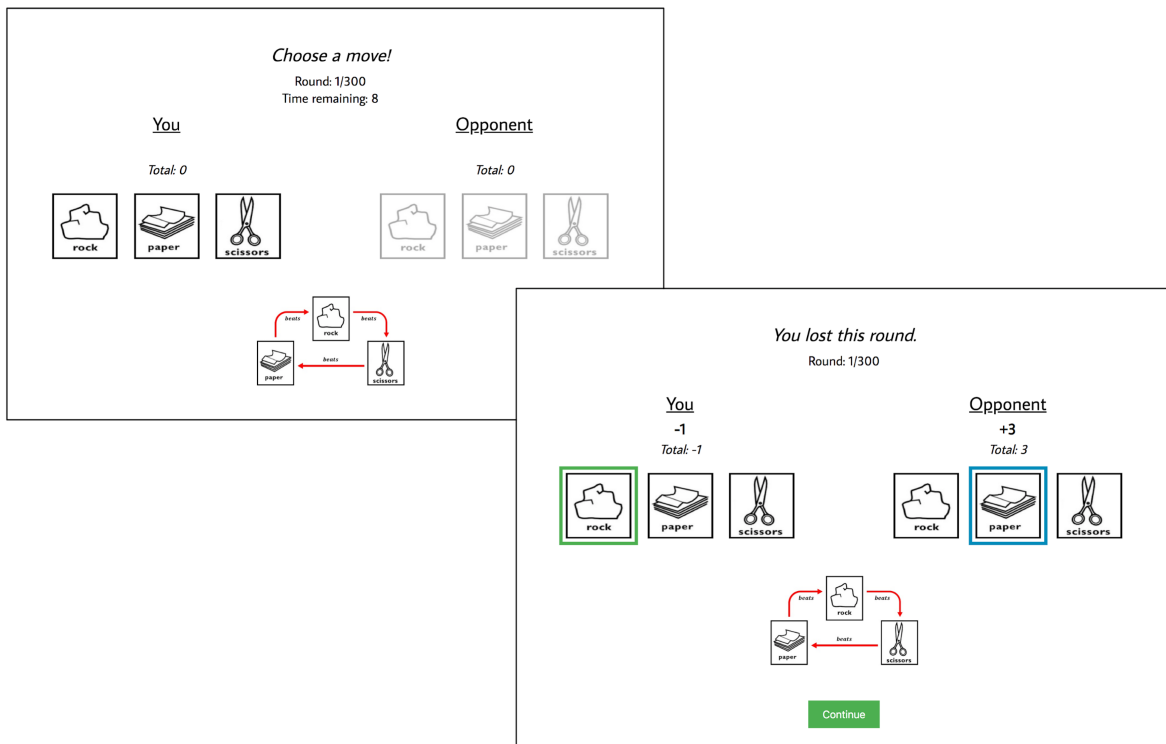 Choose a move!
Round: 1/300
Time remaining: 8
You Opponent
Total: 0 Total: 0
rock paper scissors rock paper scissors
rock
beats beats
beats
paper scissors
You lost this round.
Round: 1/300
You Opponent
-1 +3
Total: -1 Total: 3
rock paper scissors rock paper scissors
beats beats
rock
beats
paper scissors
Continue